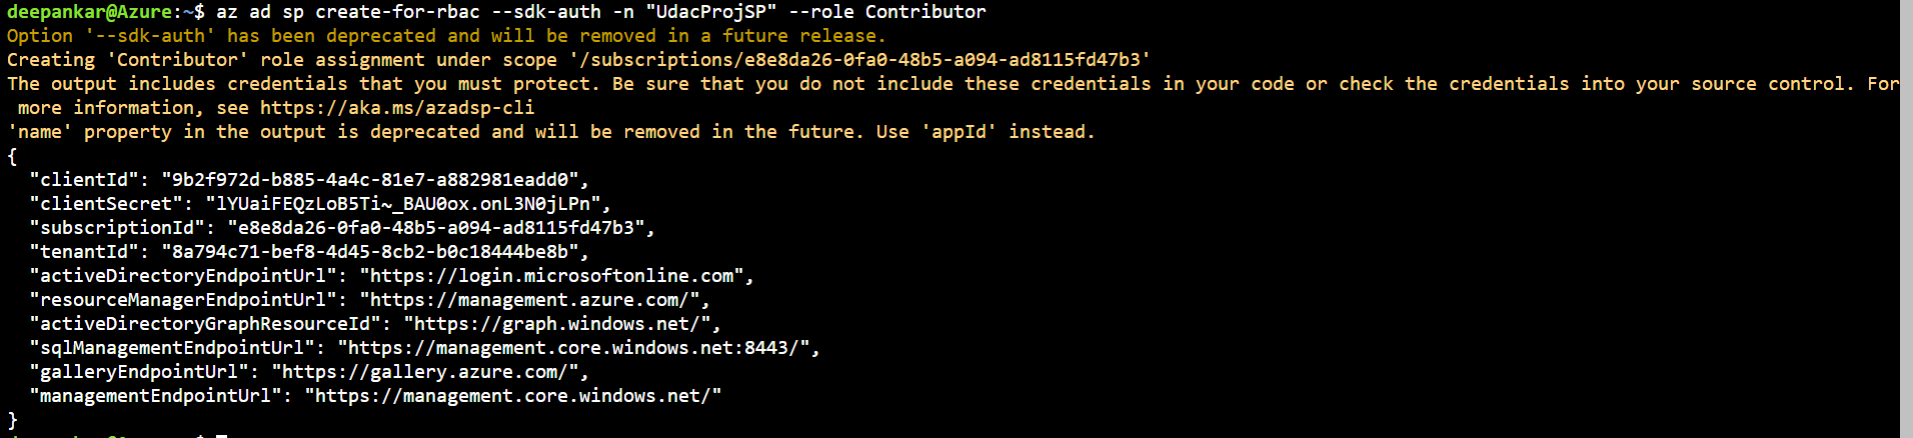 deepankar@Azure:~$ az ad sp create-for-rbac --sdk-auth -n "UdacProjSP" --role Contributor
Option '--sdk-auth' has been deprecated and will be removed in a future release.
Creating 'Contributor' role assignment under scope '/subscriptions/e8e8da26-0fa0-48b5-a094-ad8115fd47b3'
The output includes credentials that you must protect. Be sure that you do not include these credentials in your code or check the credentials into your source control. For
more information, see https://aka.ms/azadsp-cli
'name' property in the output is deprecated and will be removed in the future. Use 'appId' instead.
{
"clientId": "9b2f972d-b885-4a4c-81e7-a882981eadd0",
"clientSecret": "lYUaiFEQzLoB5Ti~_BAU0ox.onL3N0jLPn",
"subscriptionId": "e8e8da26-0fa0-48b5-a094-ad8115fd47b3",
"tenantId": "8a794c71-bef8-4d45-8cb2-b0c18444be8b",
"activeDirectoryEndpointUrl": "https://login.microsoftonline.com",
"resourceManagerEndpointUrl": "https://management.azure.com/",
"activeDirectoryGraphResourceId": "https://graph.windows.net/",
"sqlManagementEndpointUrl": "https://management.core.windows.net:8443/",
"galleryEndpointUrl": "https://gallery.azure.com/",
"managementEndpointUrl": "https://management.core.windows.net/"
}